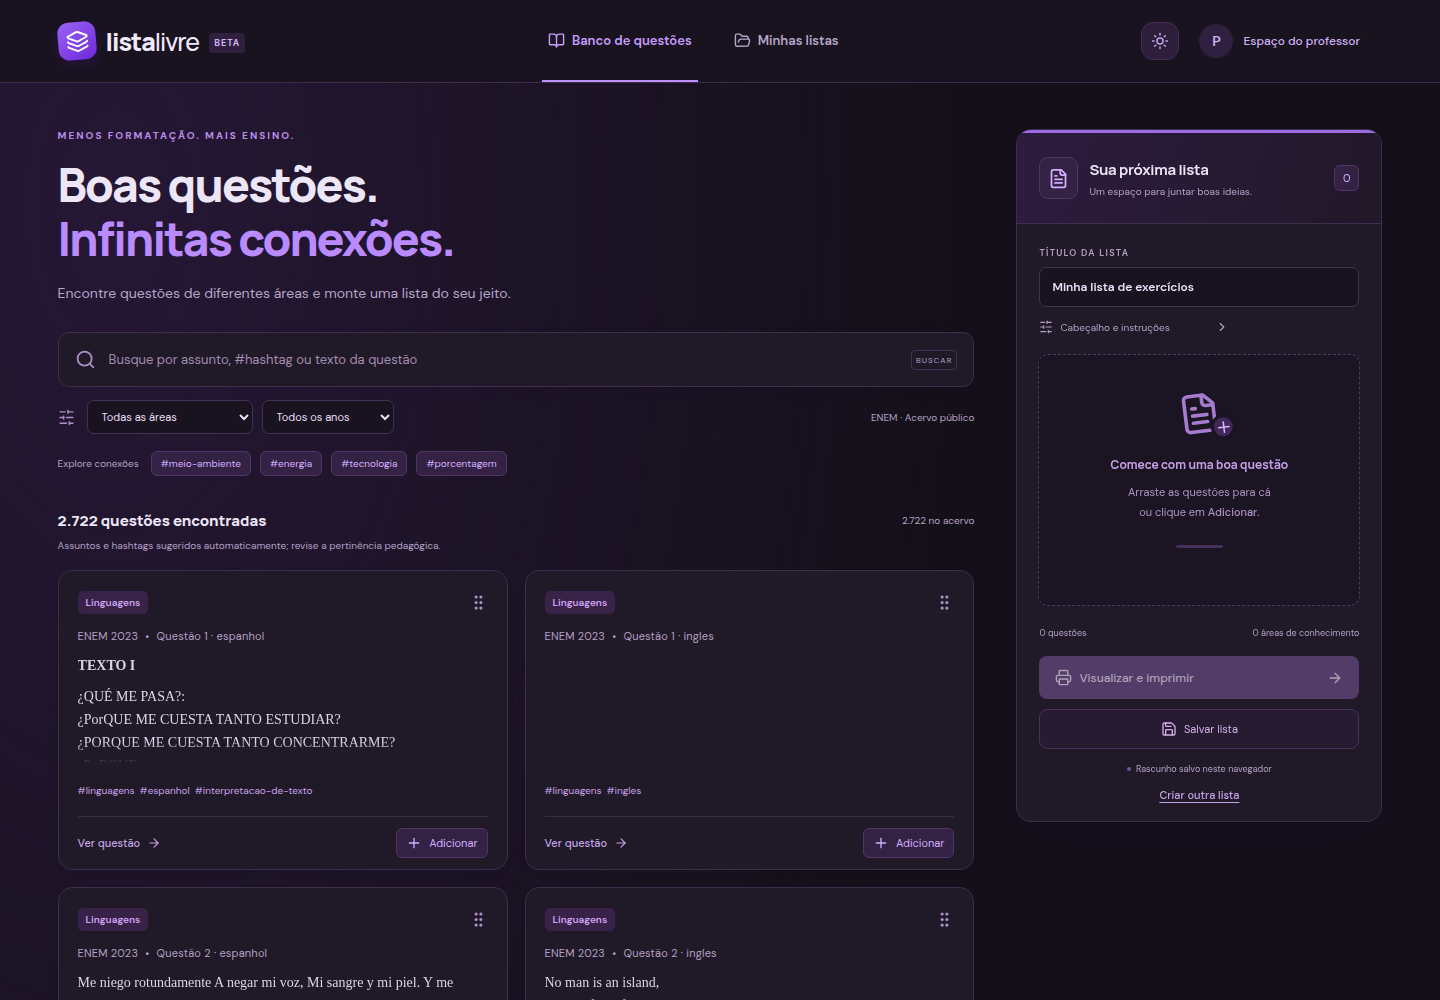 listalivre BETA
Banco de questões
Minhas listas
P
Espaço do professor
MENOS FORMATAÇÃO. MAIS ENSINO.
Boas questões.
Infinitas conexões.
Encontre questões de diferentes áreas e monte uma lista do seu jeito.
Busque por assunto, #hashtag ou texto da questão
BUSCAR
Todas as áreas
Todos os anos
ENEM · Acervo público
Explore conexões
#meio-ambiente
#energia
#tecnologia
#porcentagem
2.722 questões encontradas
2.722 no acervo
Assuntos e hashtags sugeridos automaticamente; revise a pertinência pedagógica.
Linguagens
ENEM 2023 • Questão 1 · espanhol
TEXTO I
¿QUÉ ME PASA?:
¿PorQUE ME CUESTA TANTO ESTUDIAR?
¿PORQUE ME CUESTA TANTO CONCENTRARME?
#linguagens #espanhol #interpretacao-de-texto
Ver questão
Adicionar
Linguagens
ENEM 2023 • Questão 1 · ingles
#linguagens #ingles
Ver questão
Adicionar
Linguagens
ENEM 2023 • Questão 2 · espanhol
Me niego rotundamente A negar mi voz, Mi sangre y mi piel. Y me
Linguagens
ENEM 2023 • Questão 2 · ingles
No man is an island,
Sua próxima lista
Um espaço para juntar boas ideias.
0
TÍTULO DA LISTA
Minha lista de exercícios
Cabeçalho e instruções
Comece com uma boa questão
Arraste as questões para cá
ou clique em Adicionar.
0 questões
0 áreas de conhecimento
Visualizar e imprimir
Salvar lista
Rascunho salvo neste navegador
Criar outra lista